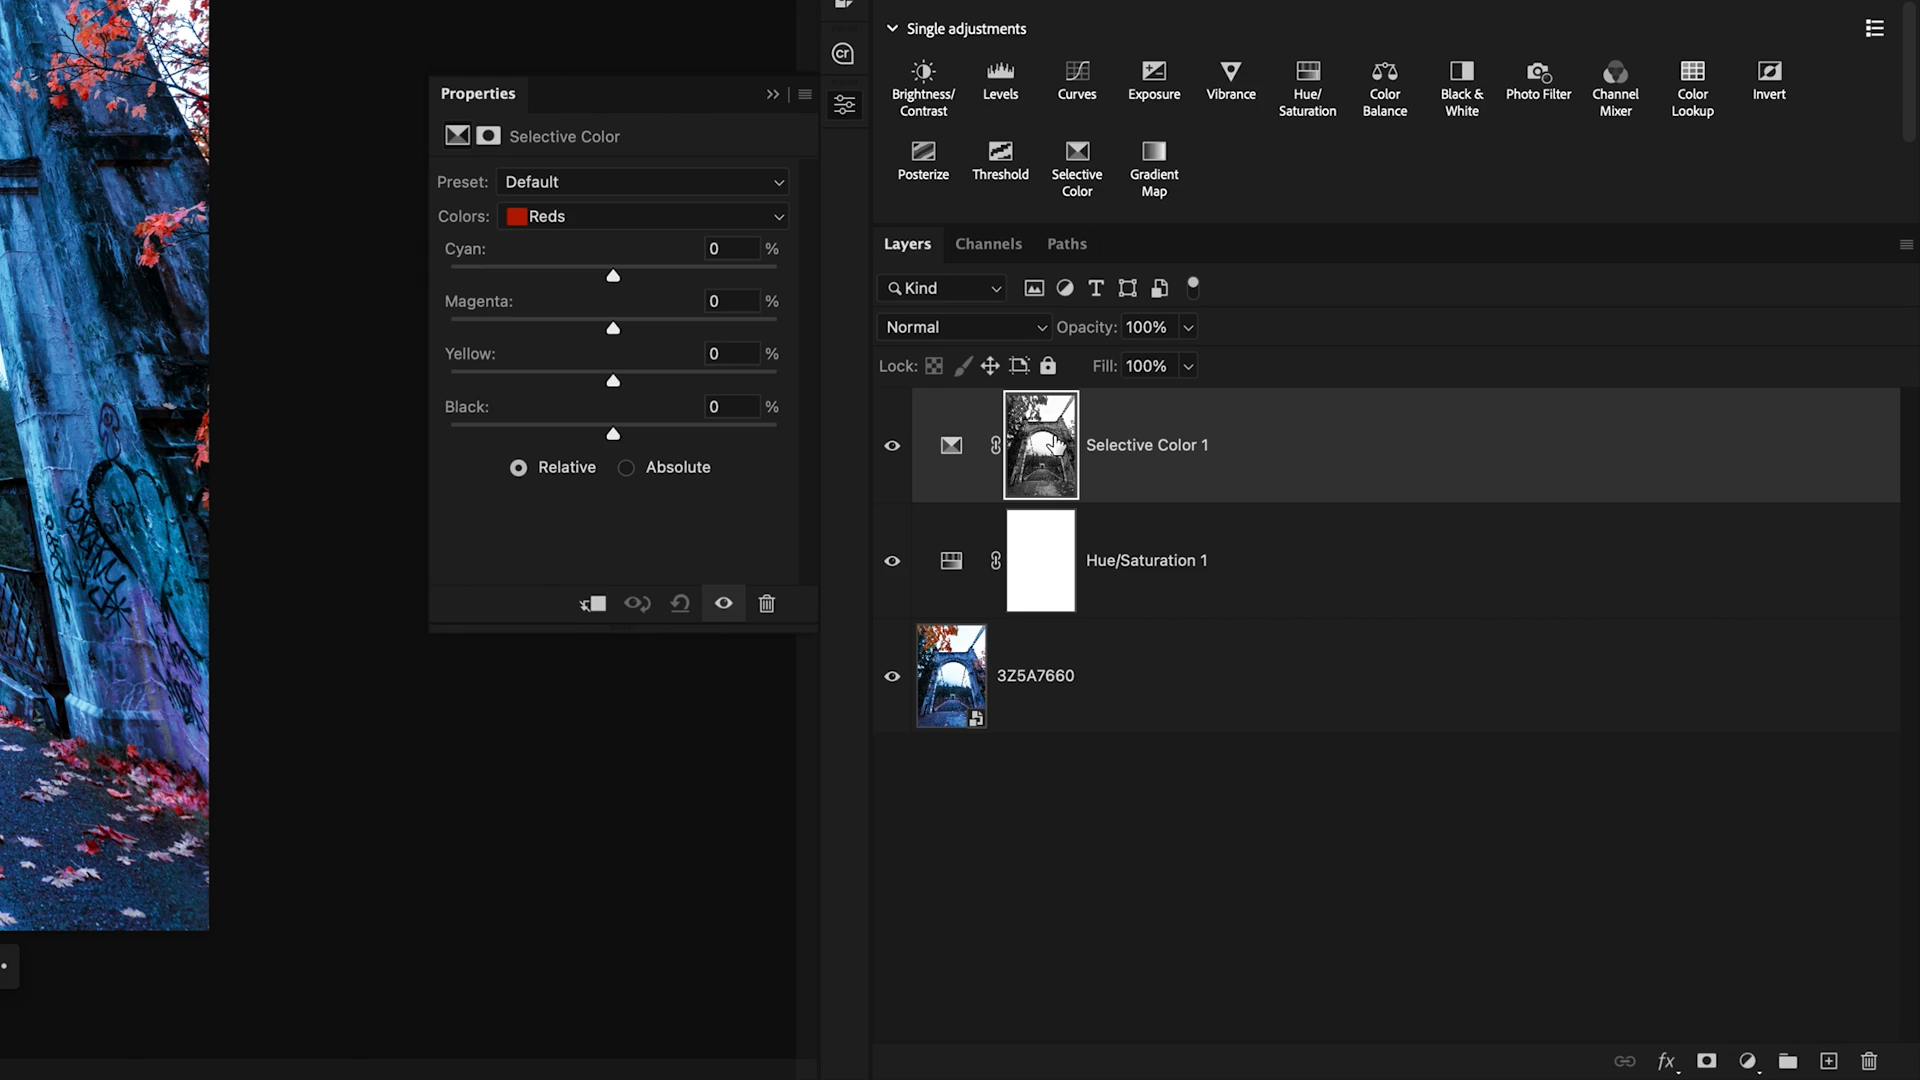 Single adjustments
Brightness/
Contrast
Levels
Curves
Exposure
Vibrance
Hue/
Saturation
Color
Balance
Black &
White
Photo Filter
Channel
Mixer
Color
Lookup
Invert
Posterize
Threshold
Selective
Color
Gradient
Map
cr
Properties
Selective Color
Preset: Default
Colors: Reds
Cyan: 0 %
Magenta: 0 %
Yellow: 0 %
Black: 0 %
Relative Absolute
Layers Channels Paths
Kind
Normal Opacity: 100%
Lock: Fill: 100%
Selective Color 1
Hue/Saturation 1
3Z5A7660
fx